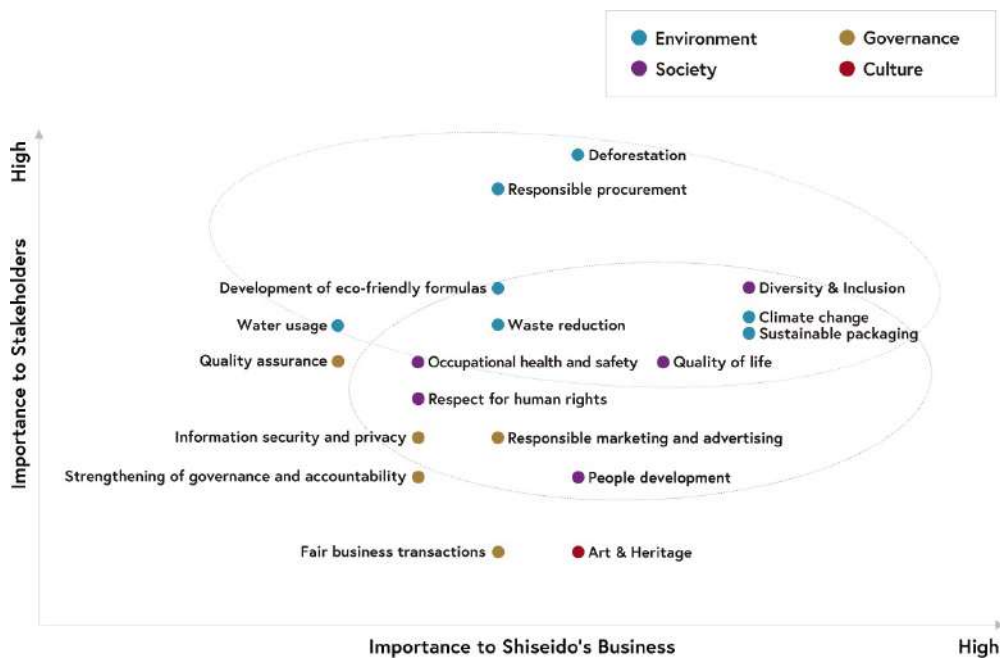 Environment
Governance
Society
Culture
High
Importance to Stakeholders
Deforestation
Responsible procurement
Development of eco-friendly formulas
Diversity & Inclusion
Climate change
Water usage
Waste reduction
Sustainable packaging
Quality assurance
Occupational health and safety
Quality of life
Respect for human rights
Information security and privacy
Responsible marketing and advertising
Strengthening of governance and accountability
People development
Fair business transactions
Art & Heritage
Importance to Shiseido's Business
High